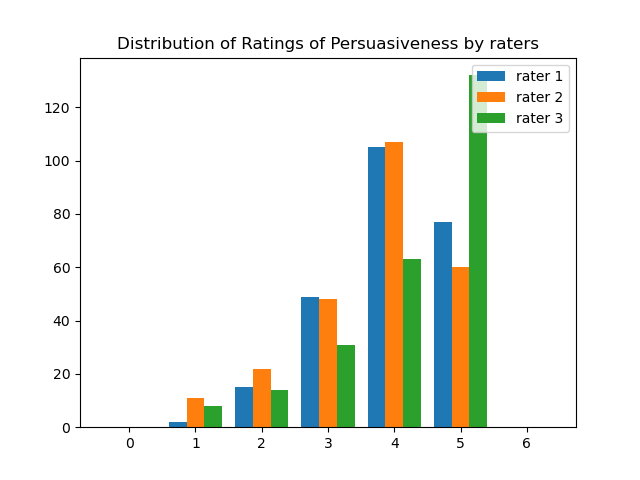 Distribution of Ratings of Persuasiveness by raters
rater 1
rater 2
rater 3
120
100
80
60
40
20
0
0 1 2 3 4 5 6